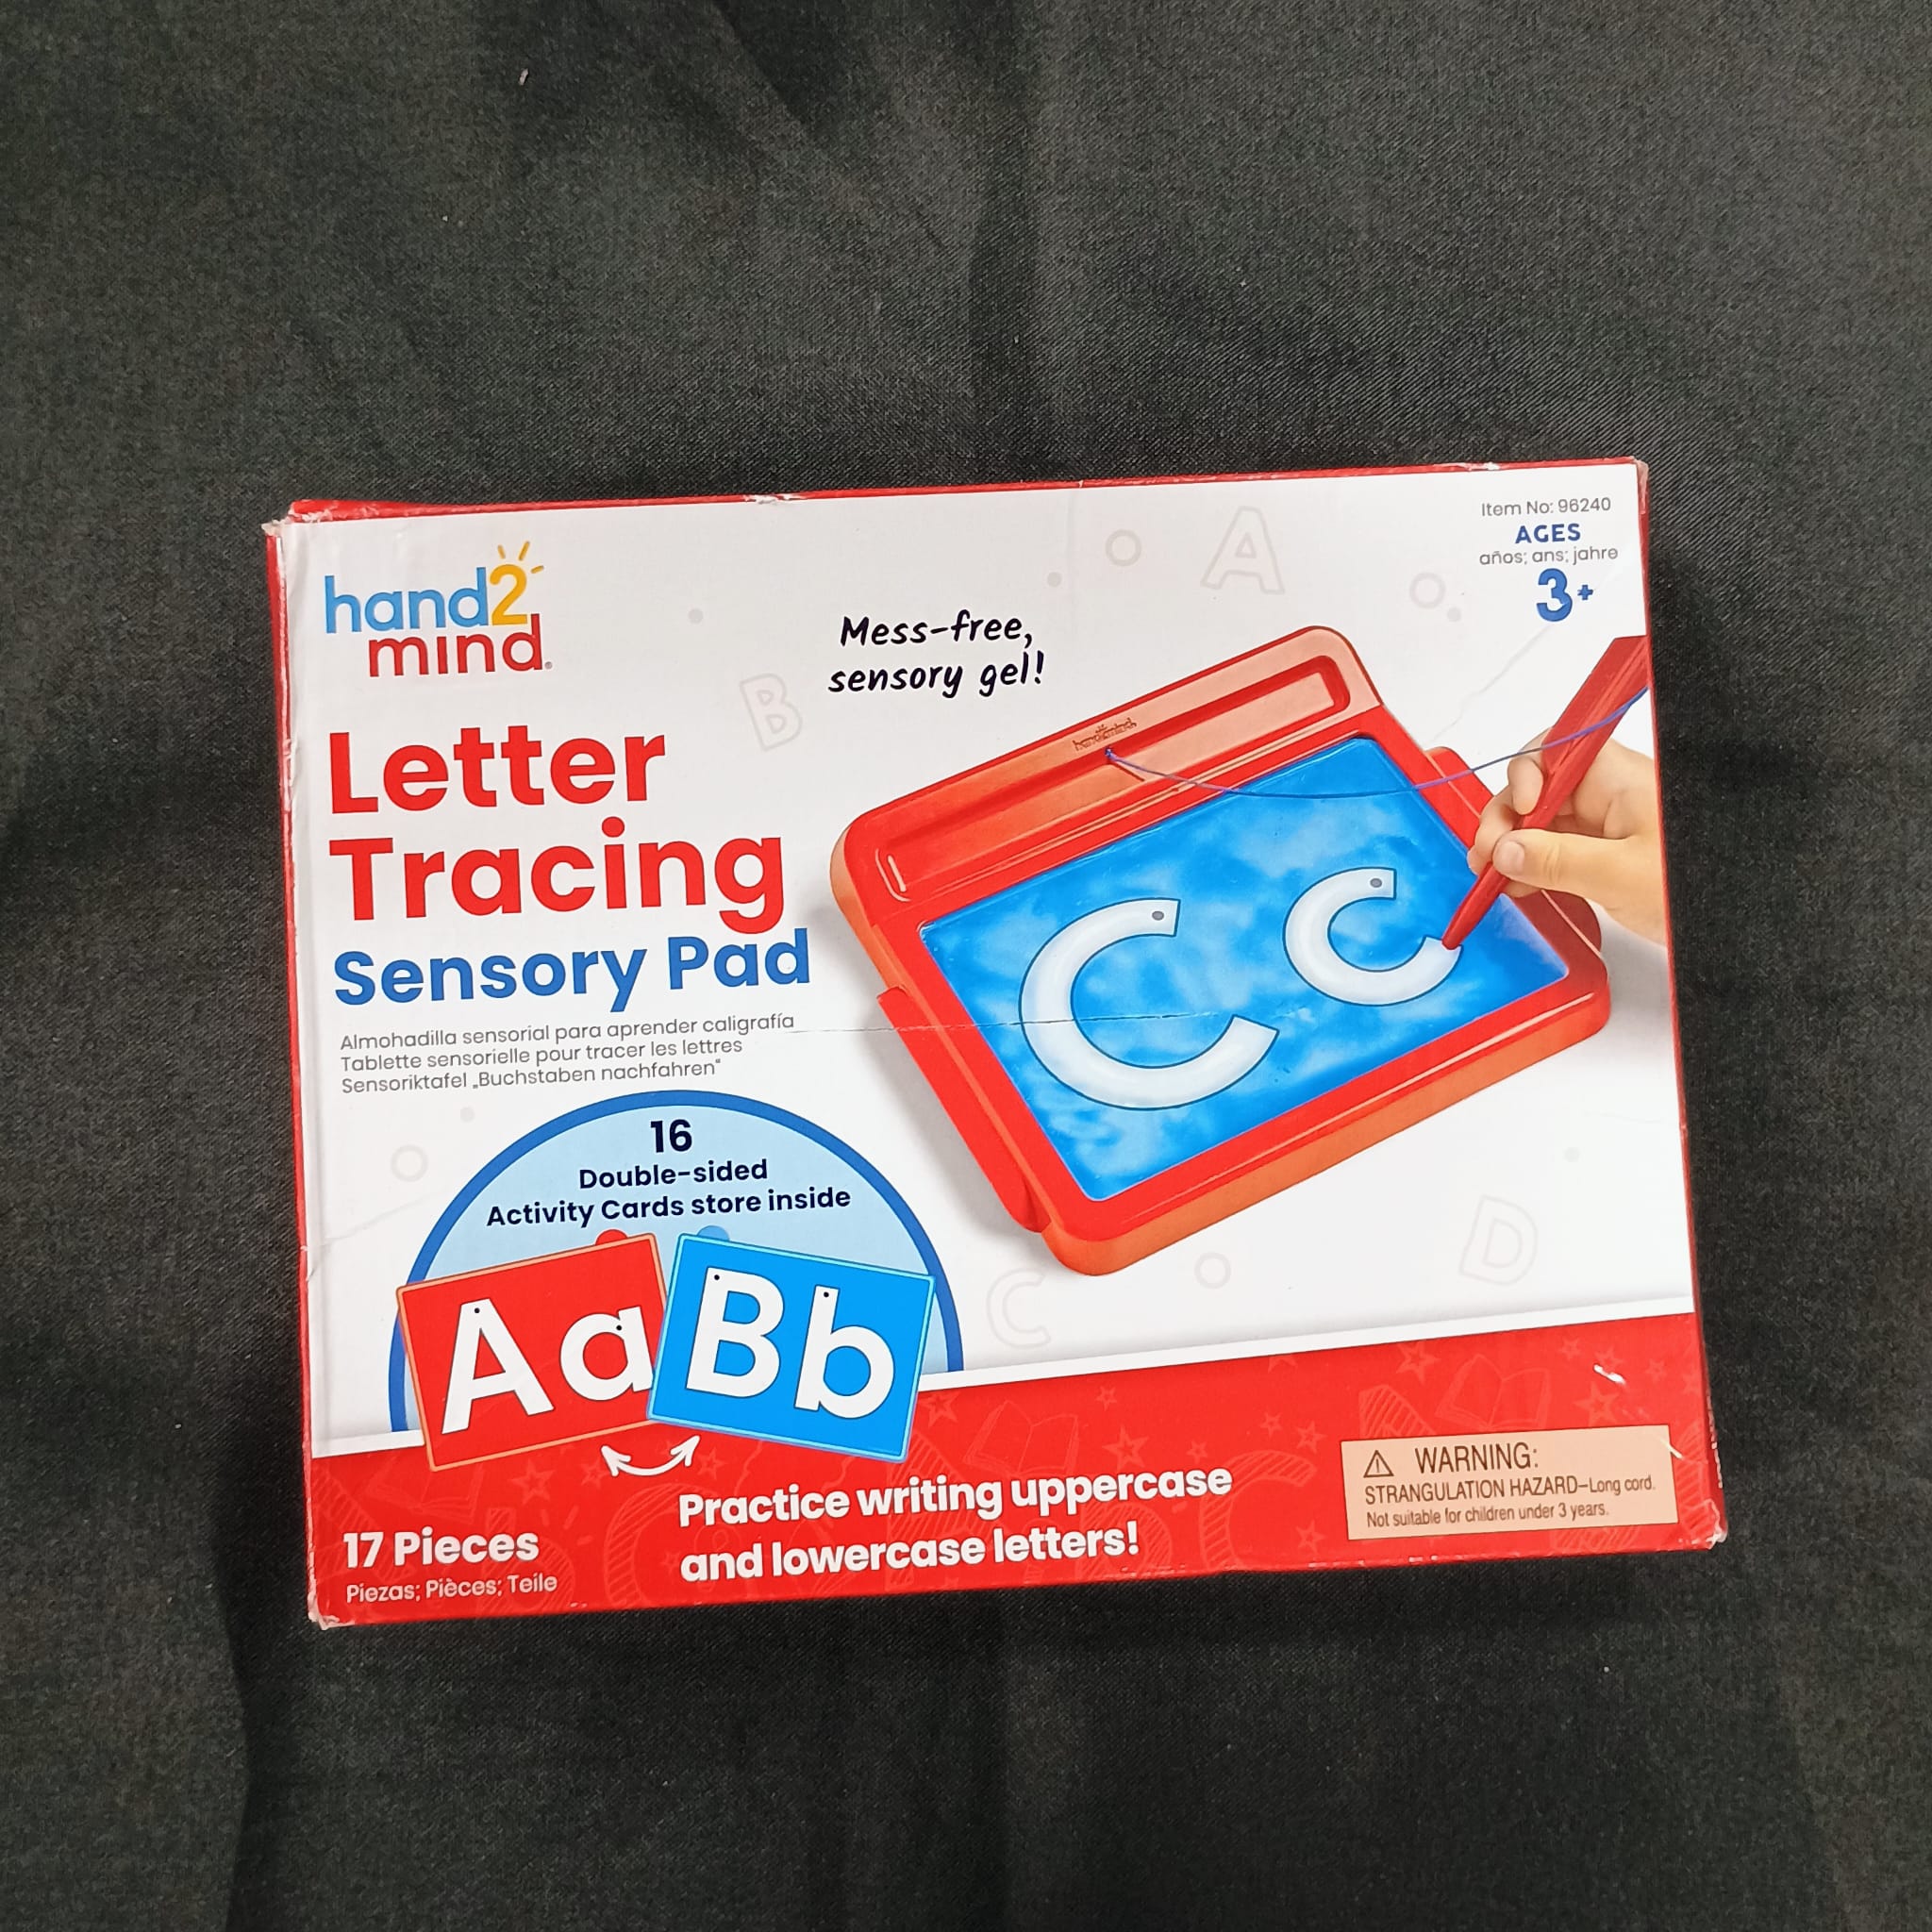 Item No: 96240
AGES
años; ans; jahre
3+
hand2
mind®
Mess-free,
sensory gel!
A
B
Letter
Tracing
Sensory Pad
Almohadilla sensorial para aprender caligrafía
Tablette sensorielle pour tracer les lettres
Sensoriktafel „Buchstaben nachfahren“
hand2mind
C c
16
Double-sided
Activity Cards store inside
Aa
Bb
C
D
WARNING:
STRANGULATION HAZARD–Long cord.
Not suitable for children under 3 years.
Practice writing uppercase
and lowercase letters!
17 Pieces
Piezas; Pièces; Teile